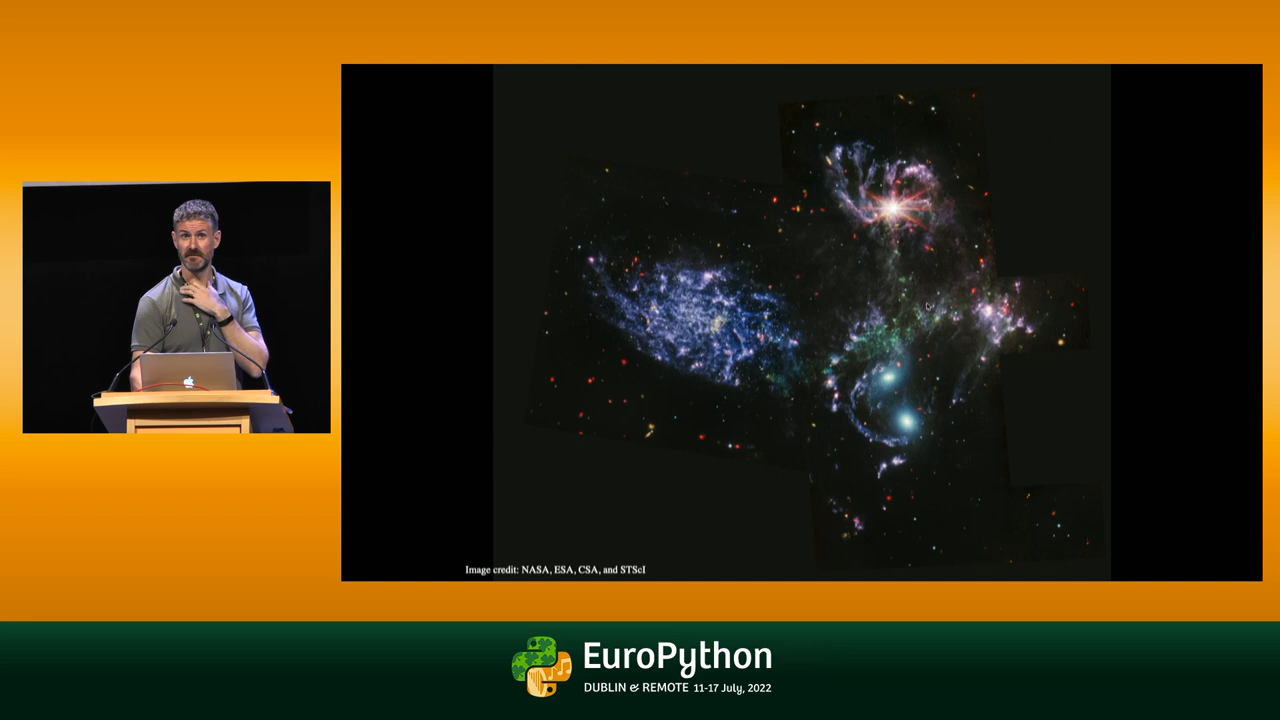 Image credit: NASA, ESA, CSA, and STScI
EuroPython
DUBLIN & REMOTE 11-17 July, 2022